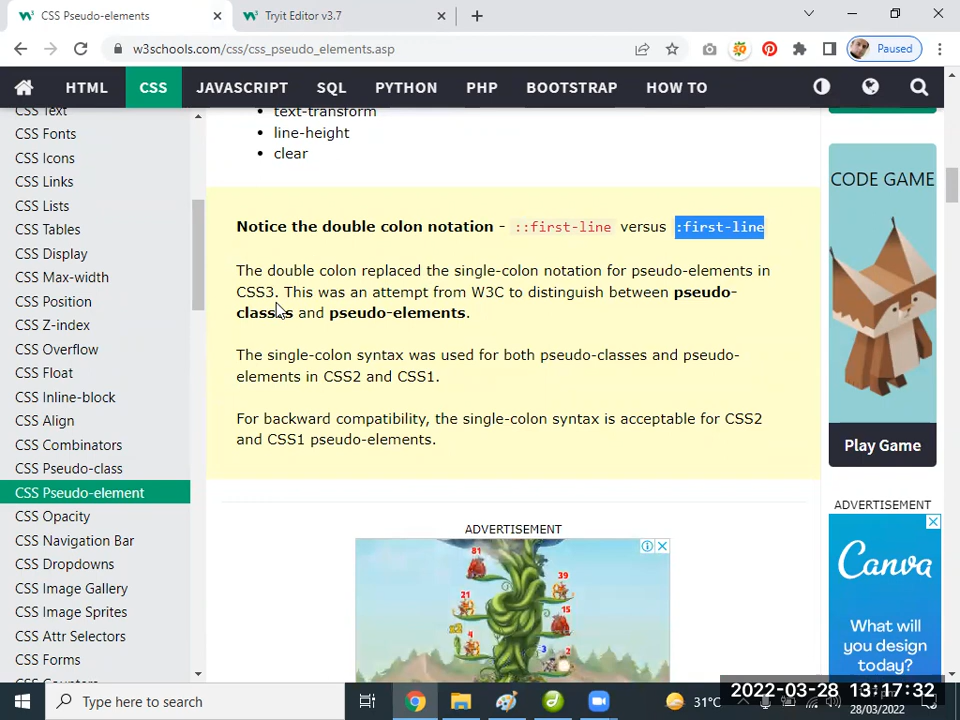 CSS Pseudo-elements
Tryit Editor v3.7
w3schools.com/css/css_pseudo_elements.asp
Paused
HTML
CSS
JAVASCRIPT
SQL
PYTHON
PHP
BOOTSTRAP
HOW TO
CSS Text
CSS Fonts
CSS Icons
CSS Links
CSS Lists
CSS Tables
CSS Display
CSS Max-width
CSS Position
CSS Z-index
CSS Overflow
CSS Float
CSS Inline-block
CSS Align
CSS Combinators
CSS Pseudo-class
CSS Pseudo-element
CSS Opacity
CSS Navigation Bar
CSS Dropdowns
CSS Image Gallery
CSS Image Sprites
CSS Attr Selectors
CSS Forms
text-transform
line-height
clear
Notice the double colon notation - ::first-line versus :first-line
The double colon replaced the single-colon notation for pseudo-elements in
CSS3. This was an attempt from W3C to distinguish between pseudo-
classes and pseudo-elements.
The single-colon syntax was used for both pseudo-classes and pseudo-
elements in CSS2 and CSS1.
For backward compatibility, the single-colon syntax is acceptable for CSS2
and CSS1 pseudo-elements.
ADVERTISEMENT
81
39
21
15
x2
4
3
2
CODE GAME
Play Game
ADVERTISEMENT
Canva
What will
you design
today?
Type here to search
31°C
2022-03-28 13:17:32
28/03/2022